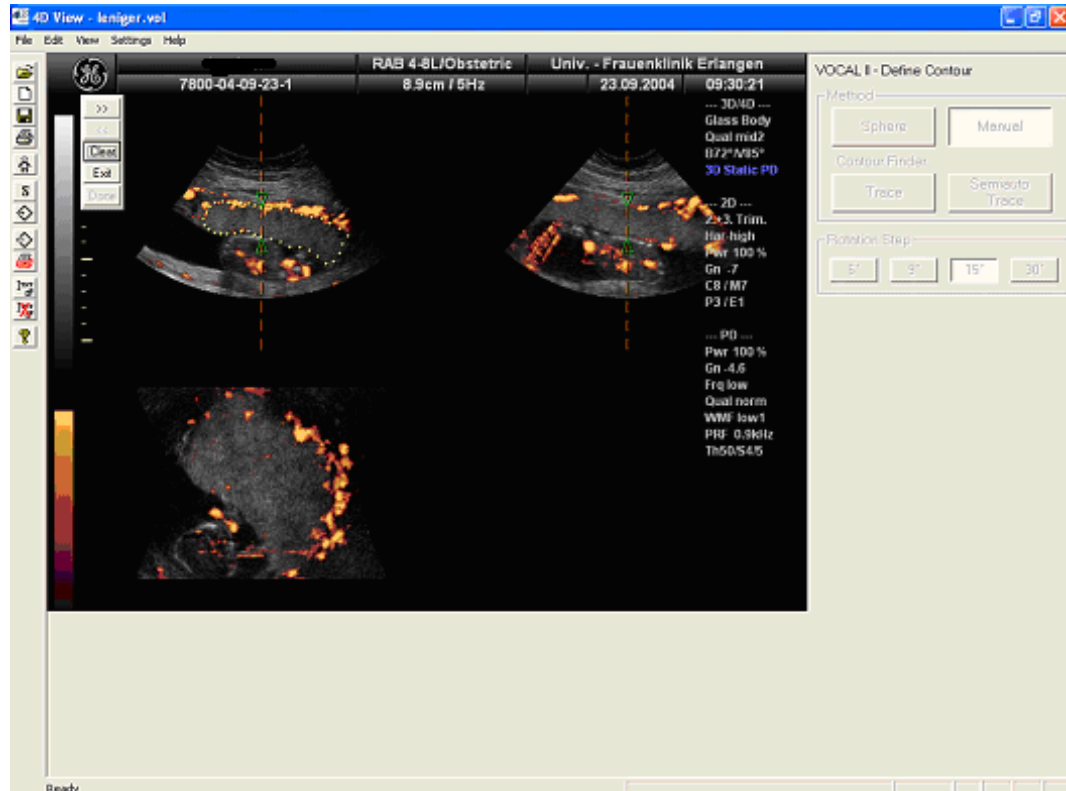 4D View - leniger.vol
File Edit View Settings Help
RAB 4-8L/Obstetric Univ. - Frauenklinik Erlangen
7800-04-09-23-1 8.9cm / 5Hz 23.09.2004 09:30:21
>>
<<
Clear
Exit
Done
S
--- 3D/4D ---
Glass Body
Qual mid2
B72°/V85°
3D Static PD
--- 2D ---
2.+3. Trim.
Har-high
Pwr 100 %
Gn -7
C8 / M7
P3 / E1
--- PD ---
Pwr 100 %
Gn -4.6
Frq low
Qual norm
WMF low1
PRF 0.9kHz
Th50/S4/5
VOCAL II - Define Contour
Method
Sphere Manual
Contour Finder
Trace Semiauto Trace
Rotation Step
6° 9° 15° 30°
Ready